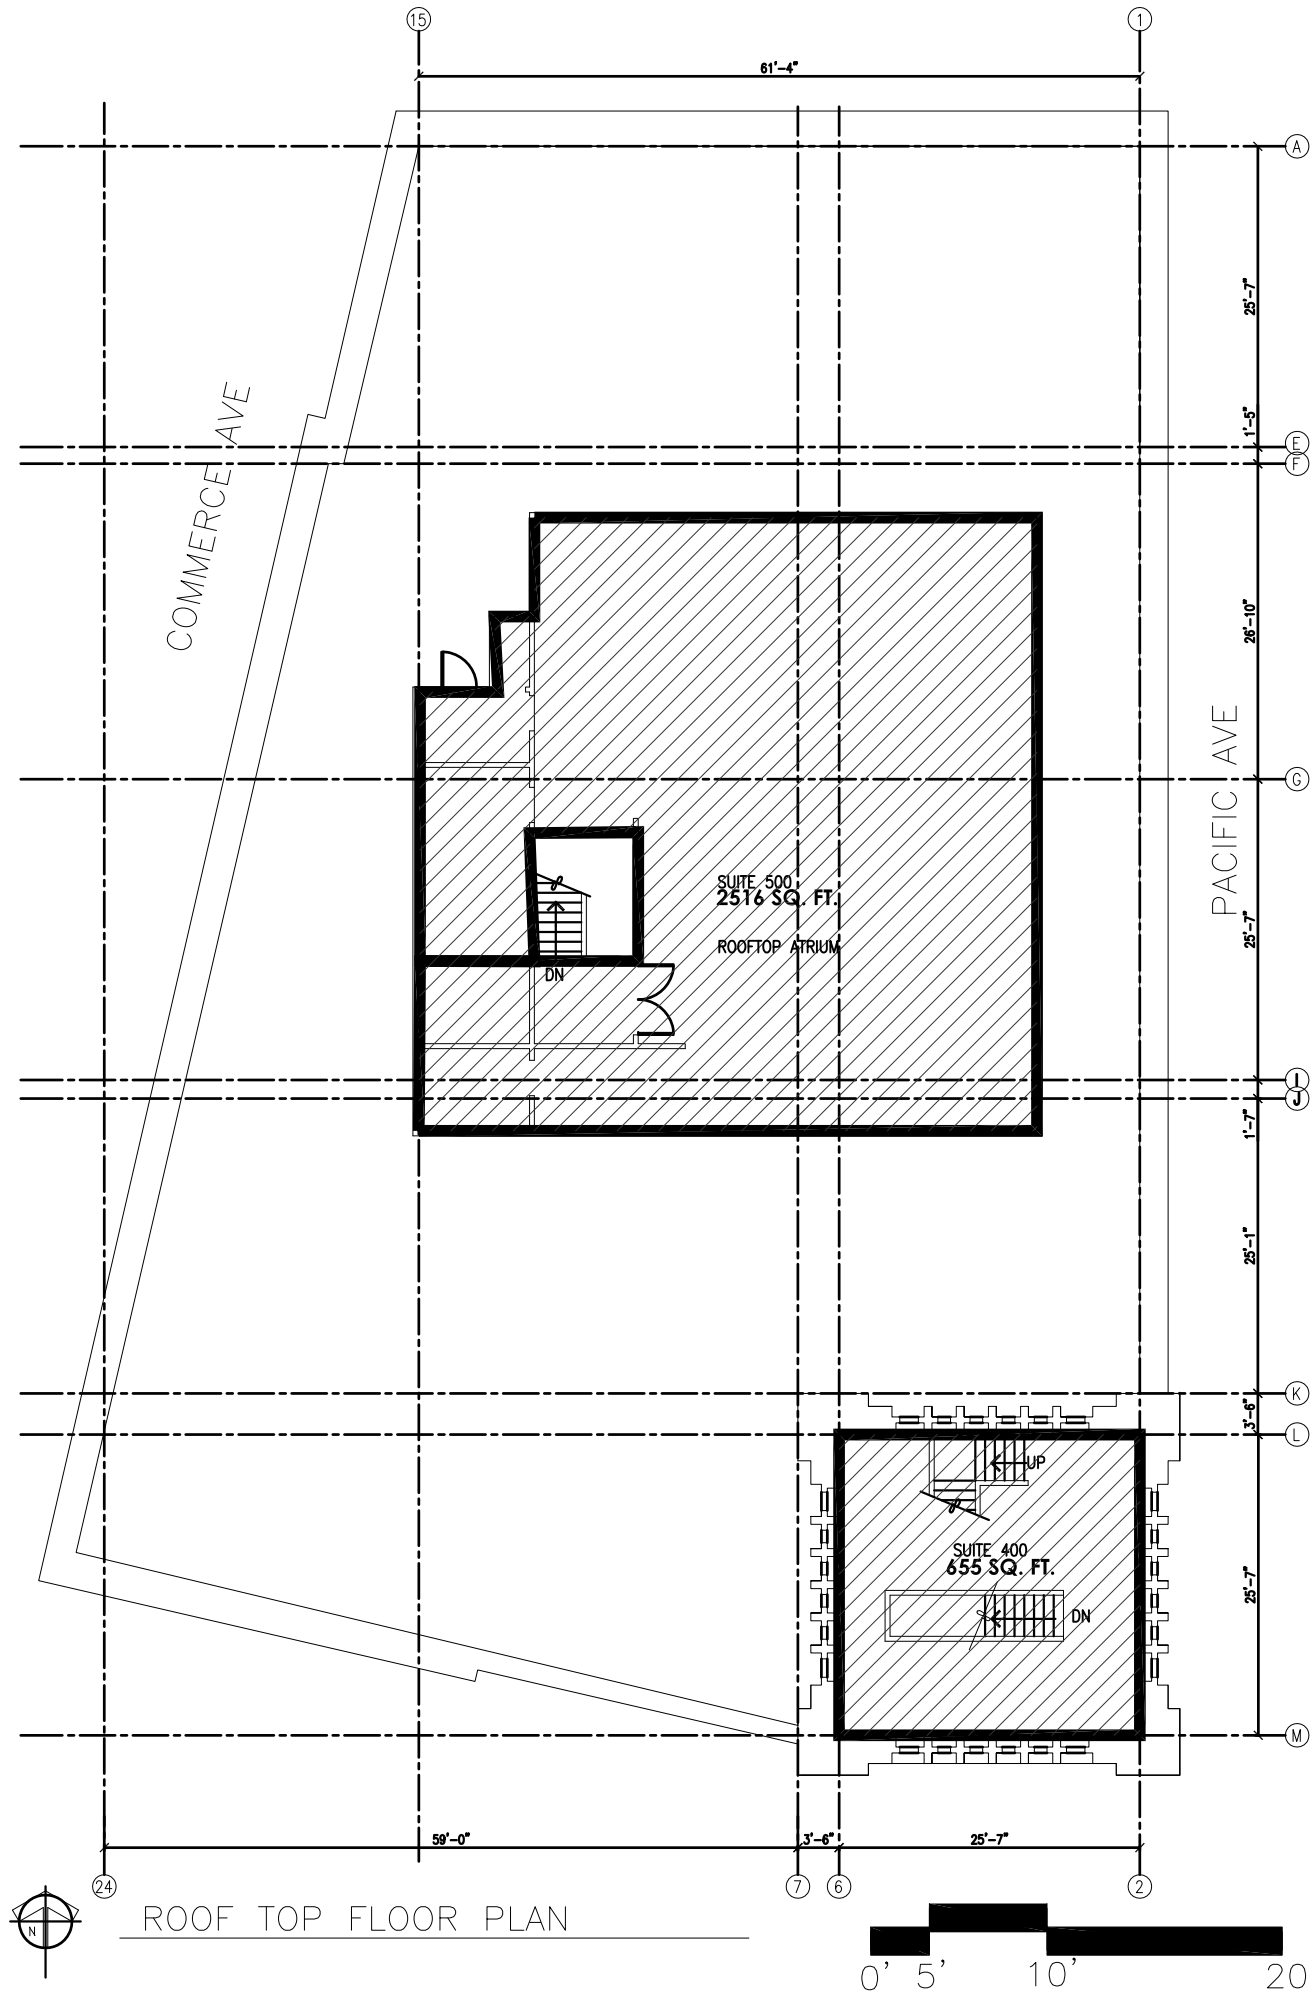 15
1
61'-4"
A
25'-7"
COMMERCE AVE
1'-5"
E
F
26'-10"
PACIFIC AVE
G
SUITE 500
2516 SQ. FT.
25'-7"
ROOFTOP ATRIUM
DN
I
J
1'-7"
25'-1"
K
3'-6"
L
UP
SUITE 400
655 SQ. FT.
25'-7"
DN
M
59'-0"
3'-6"
25'-7"
24
7
6
2
N
ROOF TOP FLOOR PLAN
0' 5' 10' 20